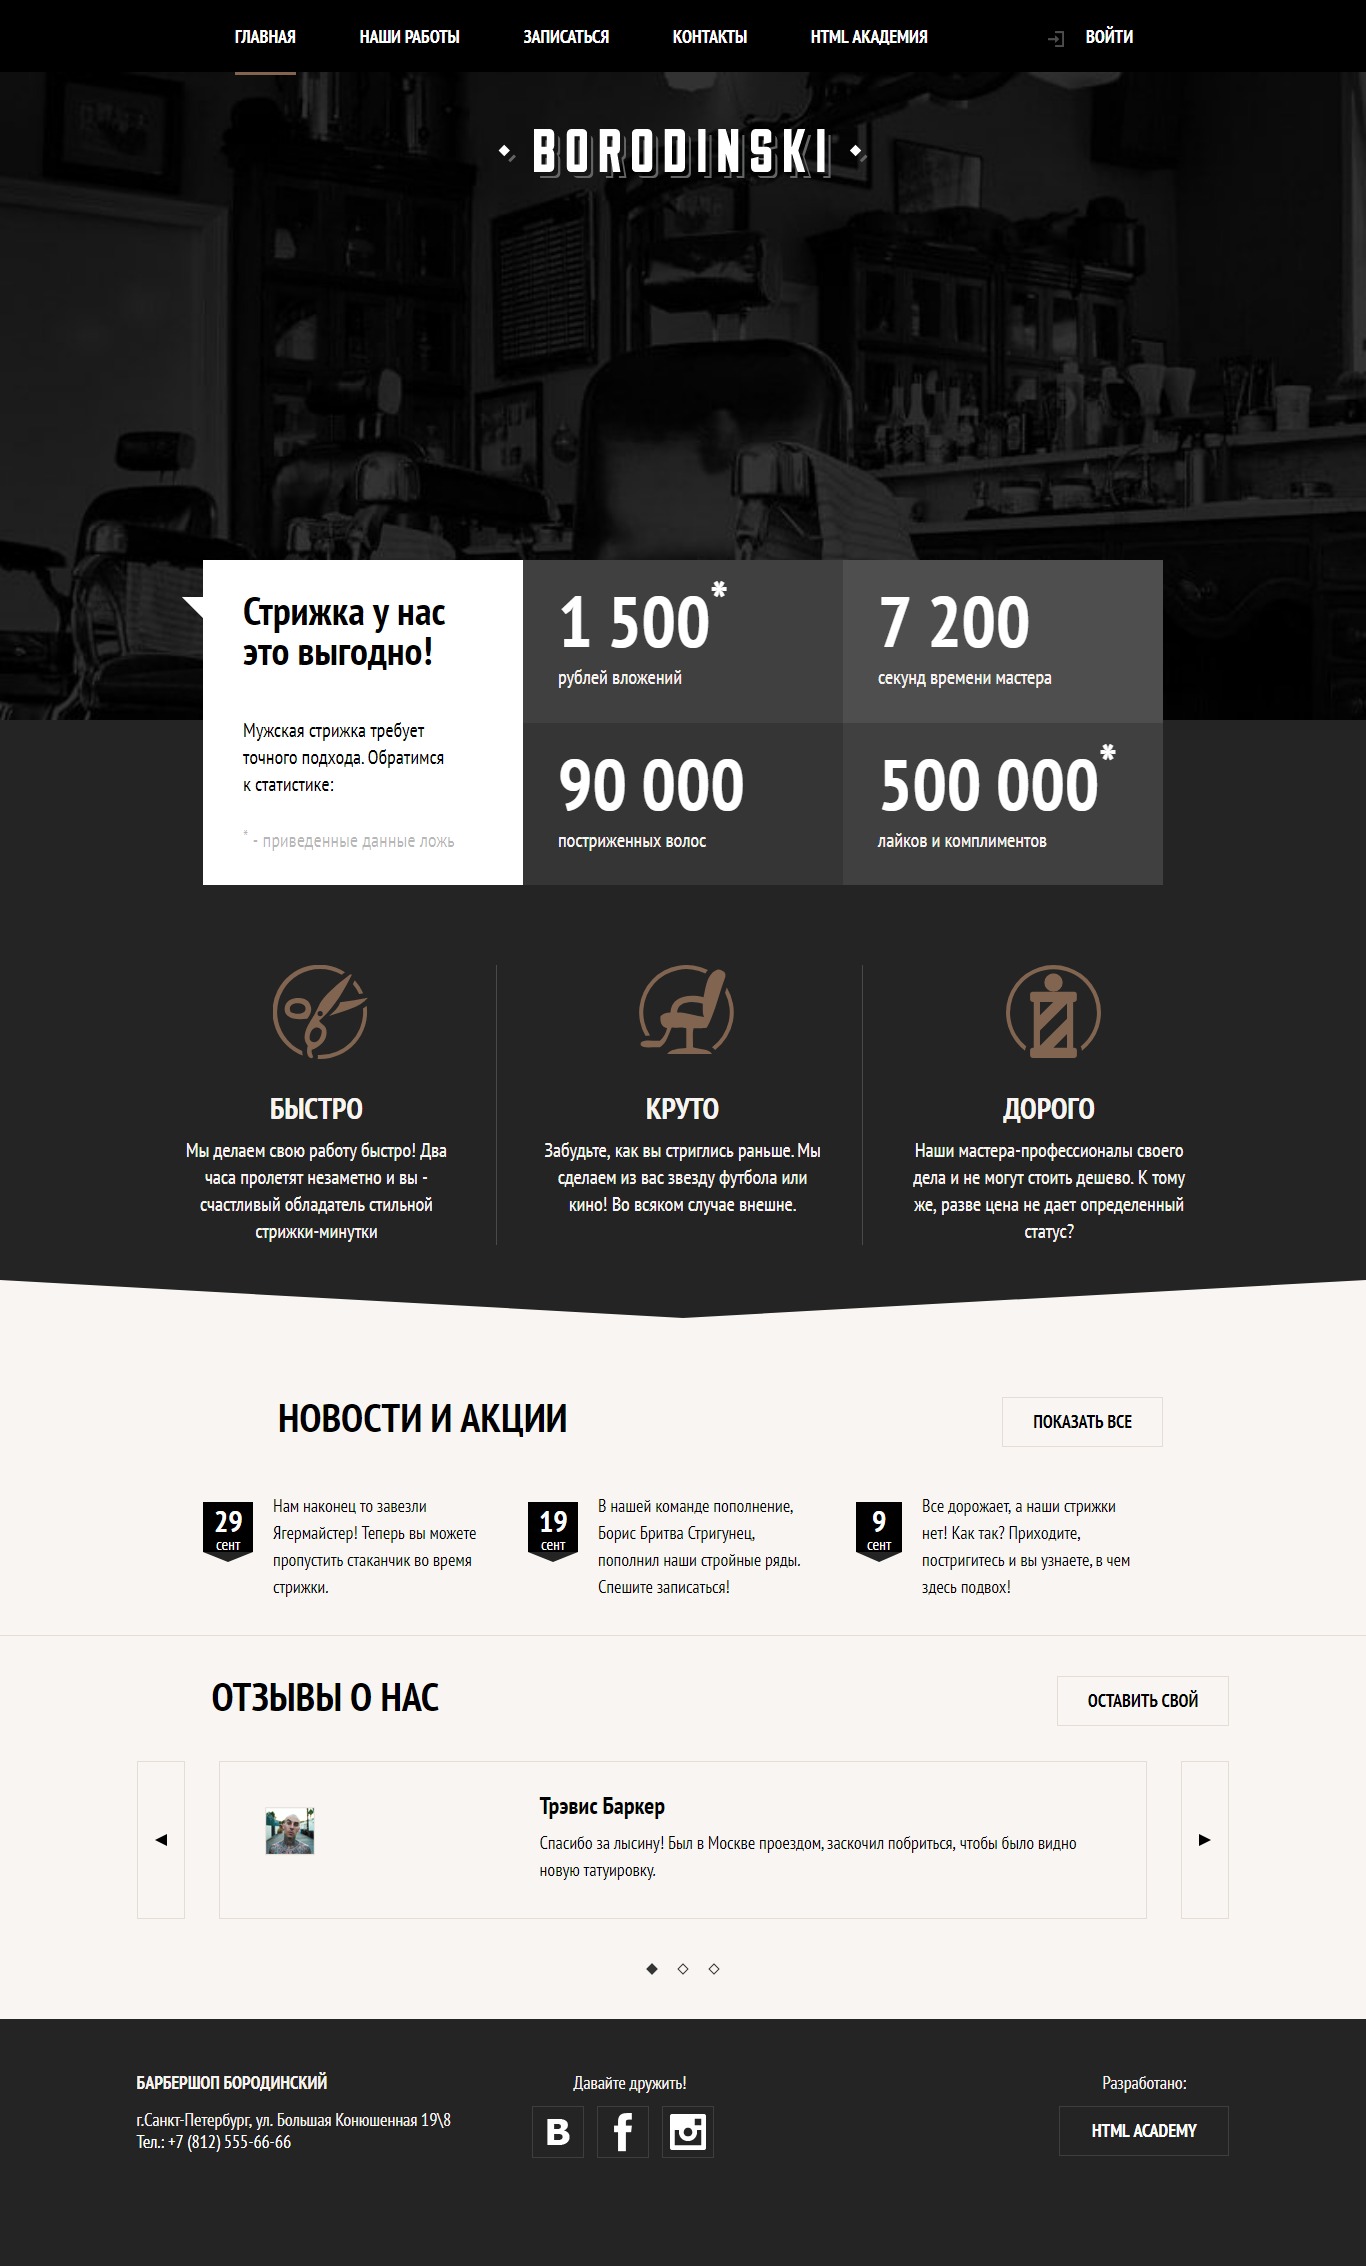 ГЛАВНАЯ НАШИ РАБОТЫ ЗАПИСАТЬСЯ КОНТАКТЫ HTML АКАДЕМИЯ ВОЙТИ
BORODINSKI
Стрижка у нас
это выгодно!
Мужская стрижка требует
точного подхода. Обратимся
к статистике:
* - приведенные данные ложь
1 500*
рублей вложений
7 200
секунд времени мастера
90 000
постриженных волос
500 000*
лайков и комплиментов
БЫСТРО
Мы делаем свою работу быстро! Два
часа пролетят незаметно и вы -
счастливый обладатель стильной
стрижки-минутки
КРУТО
Забудьте, как вы стриглись раньше. Мы
сделаем из вас звезду футбола или
кино! Во всяком случае внешне.
ДОРОГО
Наши мастера-профессионалы своего
дела и не могут стоить дешево. К тому
же, разве цена не дает определенный
статус?
НОВОСТИ И АКЦИИ
ПОКАЗАТЬ ВСЕ
29
сент
Нам наконец то завезли
Ягермайстер! Теперь вы можете
пропустить стаканчик во время
стрижки.
19
сент
В нашей команде пополнение,
Борис Бритва Стригунец,
пополнил наши стройные ряды.
Спешите записаться!
9
сент
Все дорожает, а наши стрижки
нет! Как так? Приходите,
постригитесь и вы узнаете, в чем
здесь подвох!
ОТЗЫВЫ О НАС
ОСТАВИТЬ СВОЙ
Трэвис Баркер
Спасибо за лысину! Был в Москве проездом, заскочил побриться, чтобы было видно
новую татуировку.
БАРБЕРШОП БОРОДИНСКИЙ
г.Санкт-Петербург, ул. Большая Конюшенная 19\8
Тел.: +7 (812) 555-66-66
Давайте дружить!
Разработано:
HTML ACADEMY